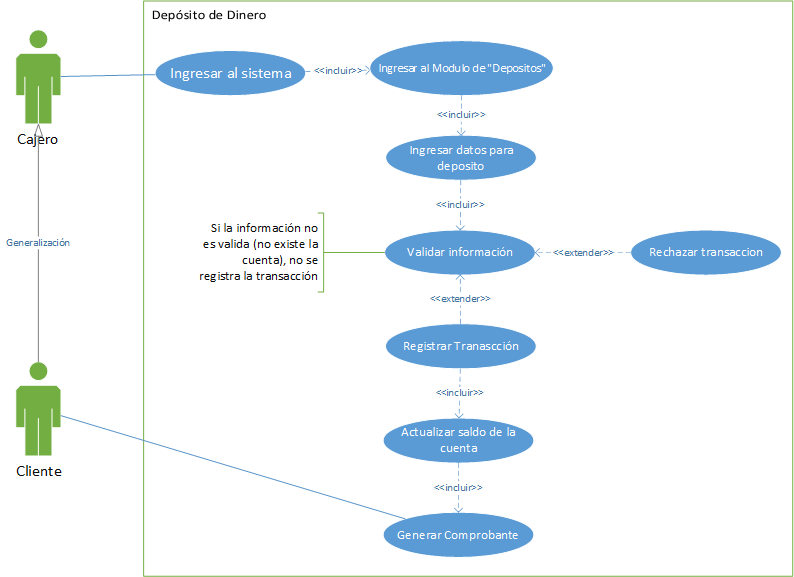 Depósito de Dinero
Cajero
Ingresar al sistema
<<incluir>>
Ingresar al Modulo de "Depositos"
<<incluir>>
Ingresar datos para
deposito
<<incluir>>
Generalización
Si la información no
es valida (no existe la
cuenta), no se
registra la transacción
Validar información
<<extender>>
Rechazar transaccion
<<extender>>
Registrar Tranascción
<<incluir>>
Actualizar saldo de la
cuenta
<<incluir>>
Cliente
Generar Comprobante